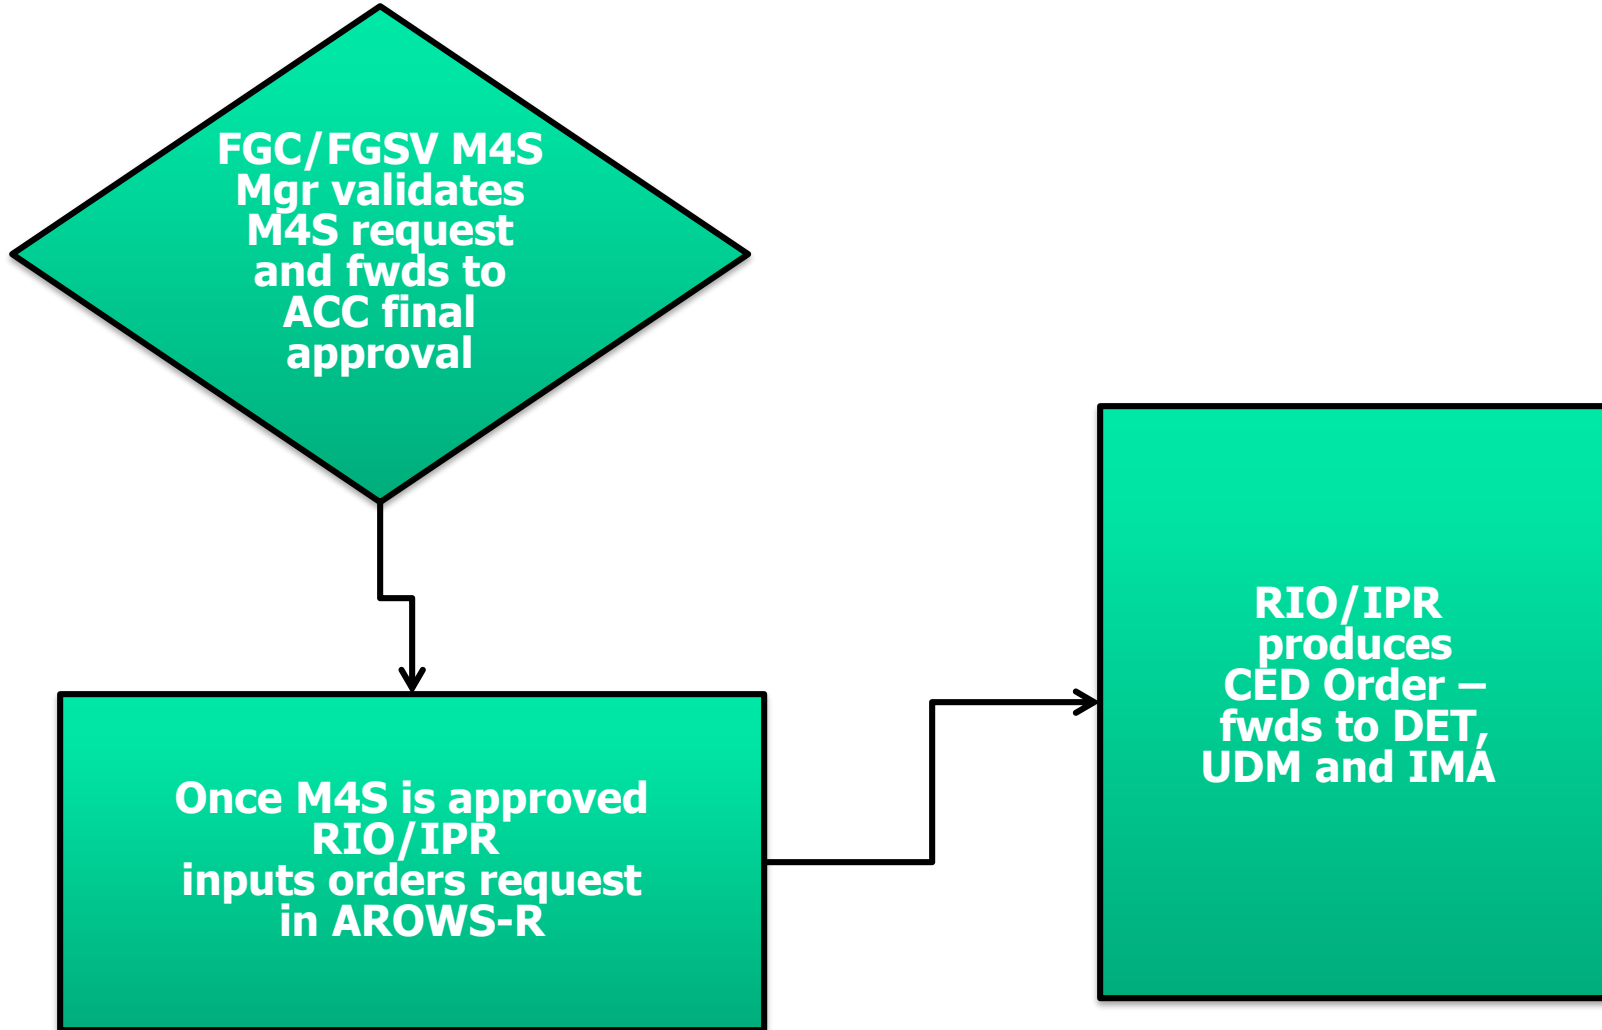 FGC/FGSV M4S
Mgr validates
M4S request
and fwds to
ACC final
approval
Once M4S is approved
RIO/IPR
inputs orders request
in AROWS-R
RIO/IPR
produces
CED Order –
fwds to DET,
UDM and IMA